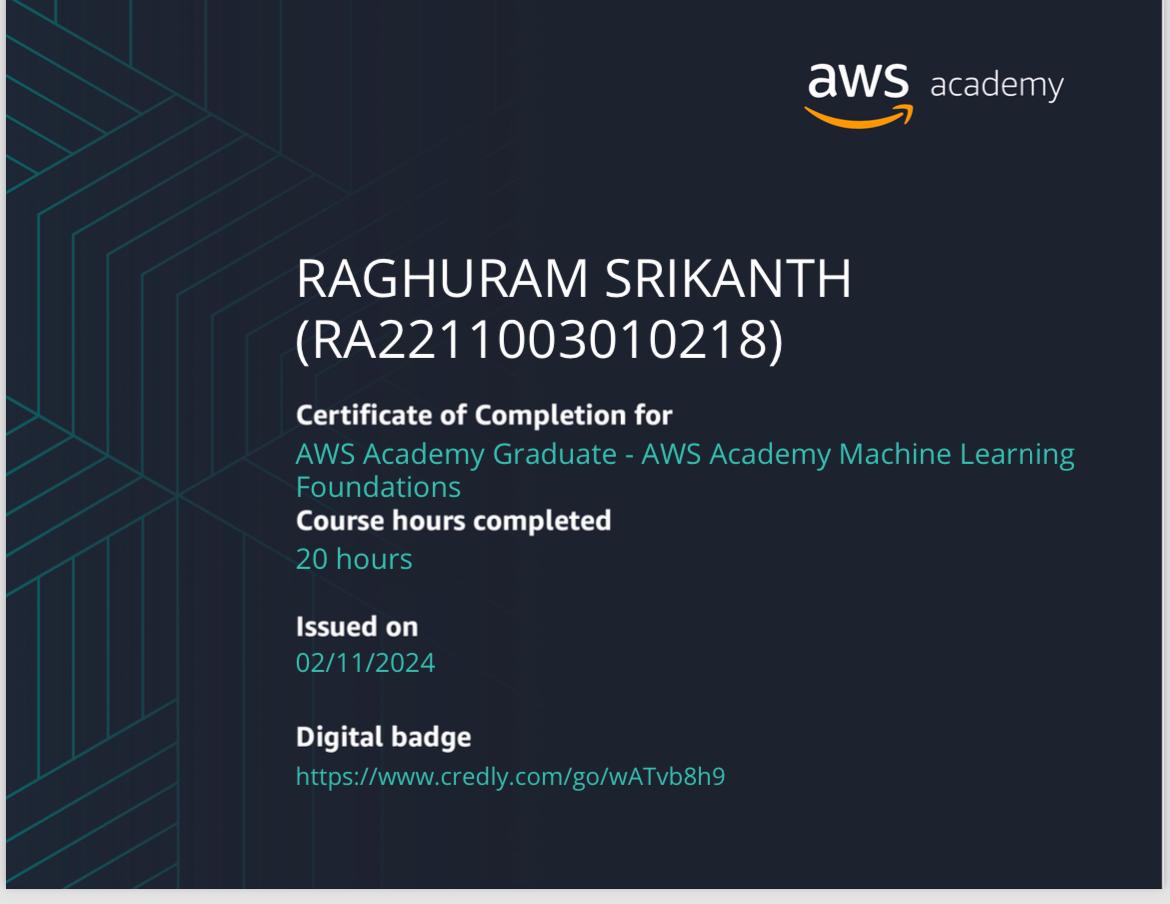 aws academy
RAGHURAM SRIKANTH
(RA2211003010218)
Certificate of Completion for
AWS Academy Graduate - AWS Academy Machine Learning
Foundations
Course hours completed
20 hours
Issued on
02/11/2024
Digital badge
https://www.credly.com/go/wATvb8h9